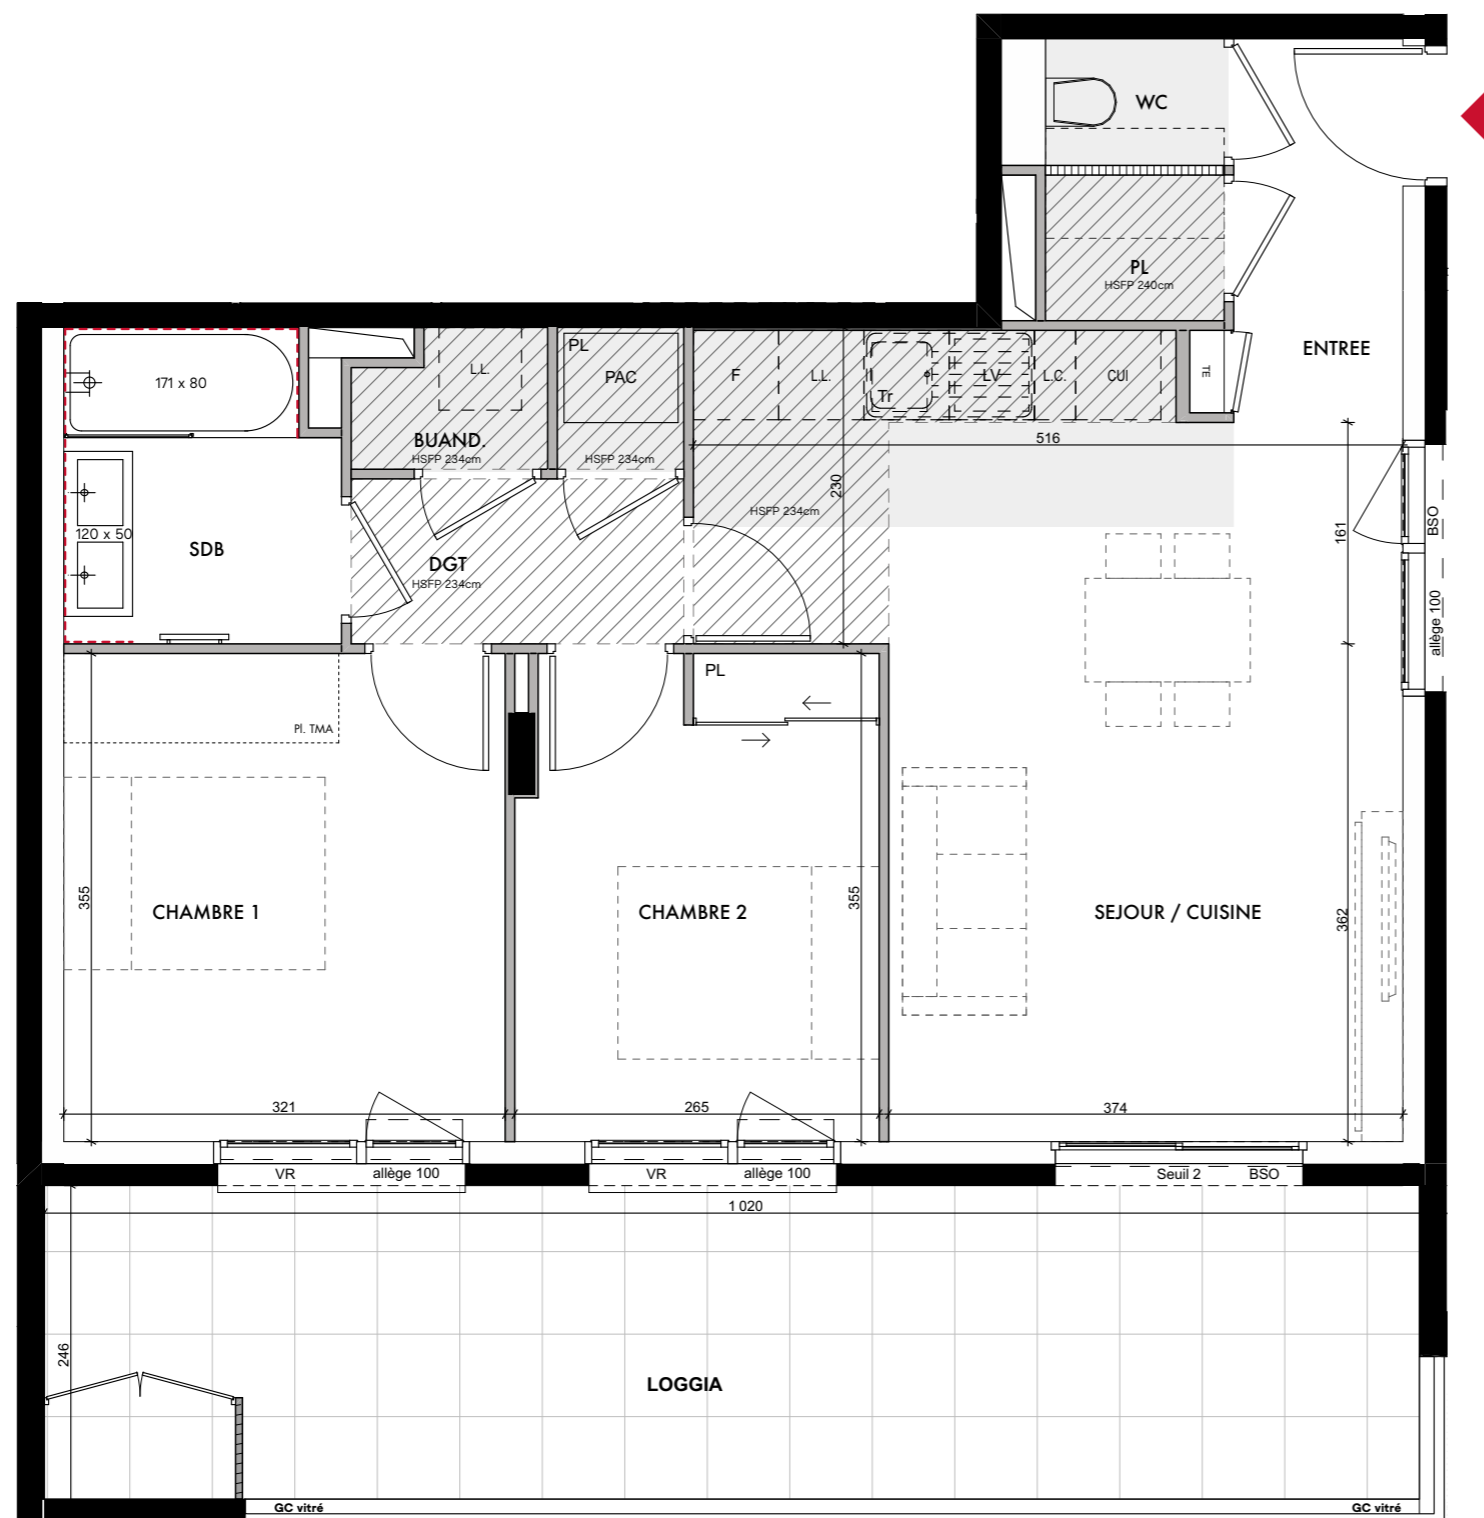 WC
PL
HSFP 240cm
ENTREE
TE
171 x 80
L.L.
BUAND.
HSFP 234cm
PL
PAC
HSFP 234cm
F
L.L.
Tr
LV
L.C.
CUI
516
230
HSFP 234cm
161
BSO
allège 100
120 x 50
SDB
DGT
HSFP 234cm
PL
Pl. TMA
355
CHAMBRE 1
CHAMBRE 2
355
SEJOUR / CUISINE
362
321
265
374
VR
allège 100
VR
allège 100
Seuil 2
BSO
1 020
246
LOGGIA
GC vitré
GC vitré